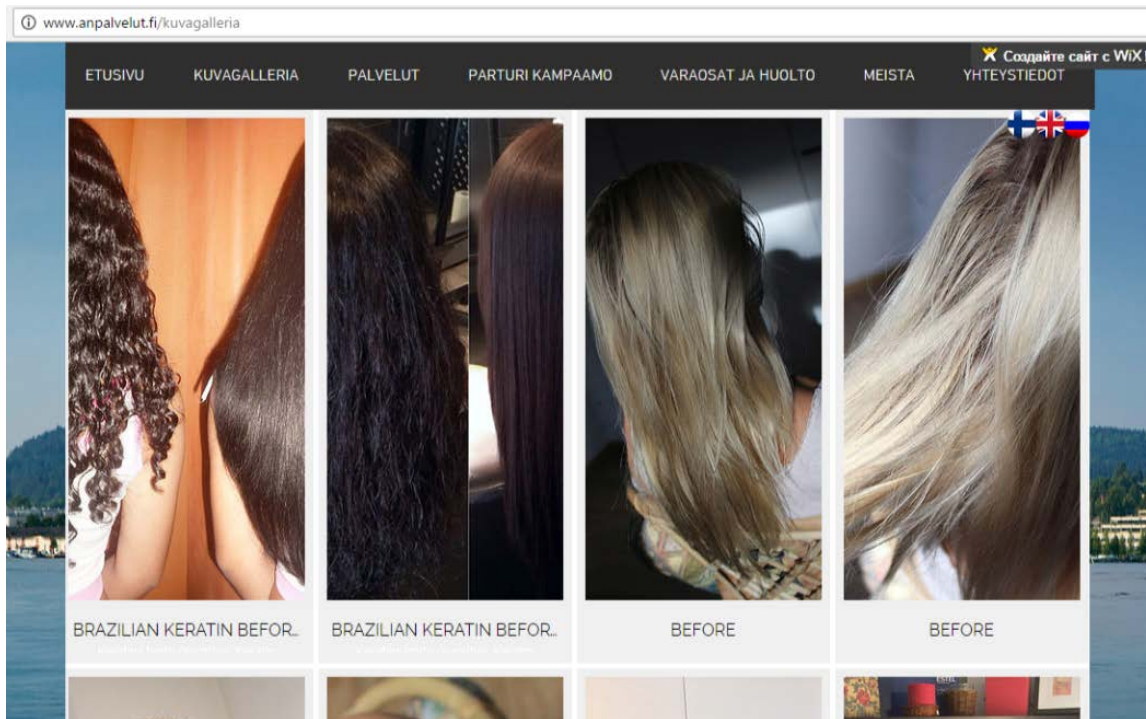 www.anpalvelut.fi/kuvagalleria
Создайте сайт с WiX!
ETUSIVU KUVAGALLERIA PALVELUT PARTURI KAMPAAMO VARAOSAT JA HUOLTO MEISTA YHTEYSTIEDOT
BRAZILIAN KERATIN BEFOR... BRAZILIAN KERATIN BEFOR... BEFORE BEFORE
ESTEL